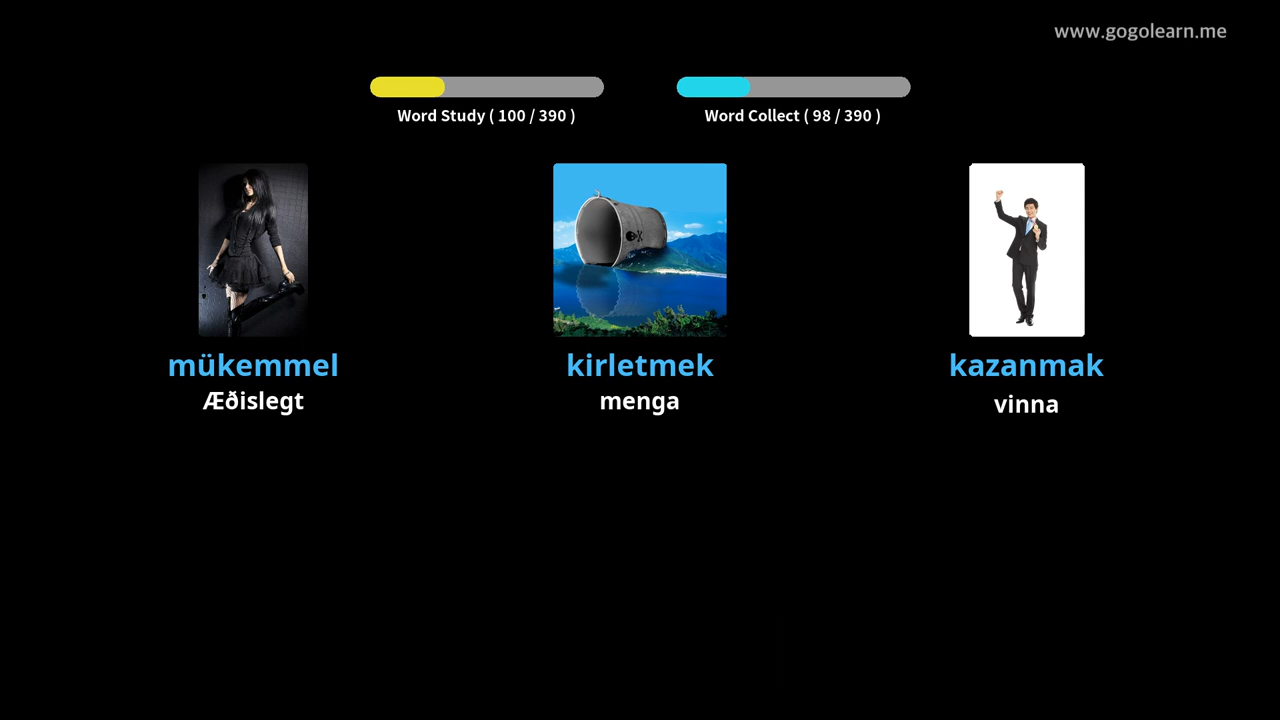 www.gogolearn.me
Word Study ( 100 / 390 )
Word Collect ( 98 / 390 )
mükemmel
Æðislegt
kirletmek
menga
kazanmak
vinna